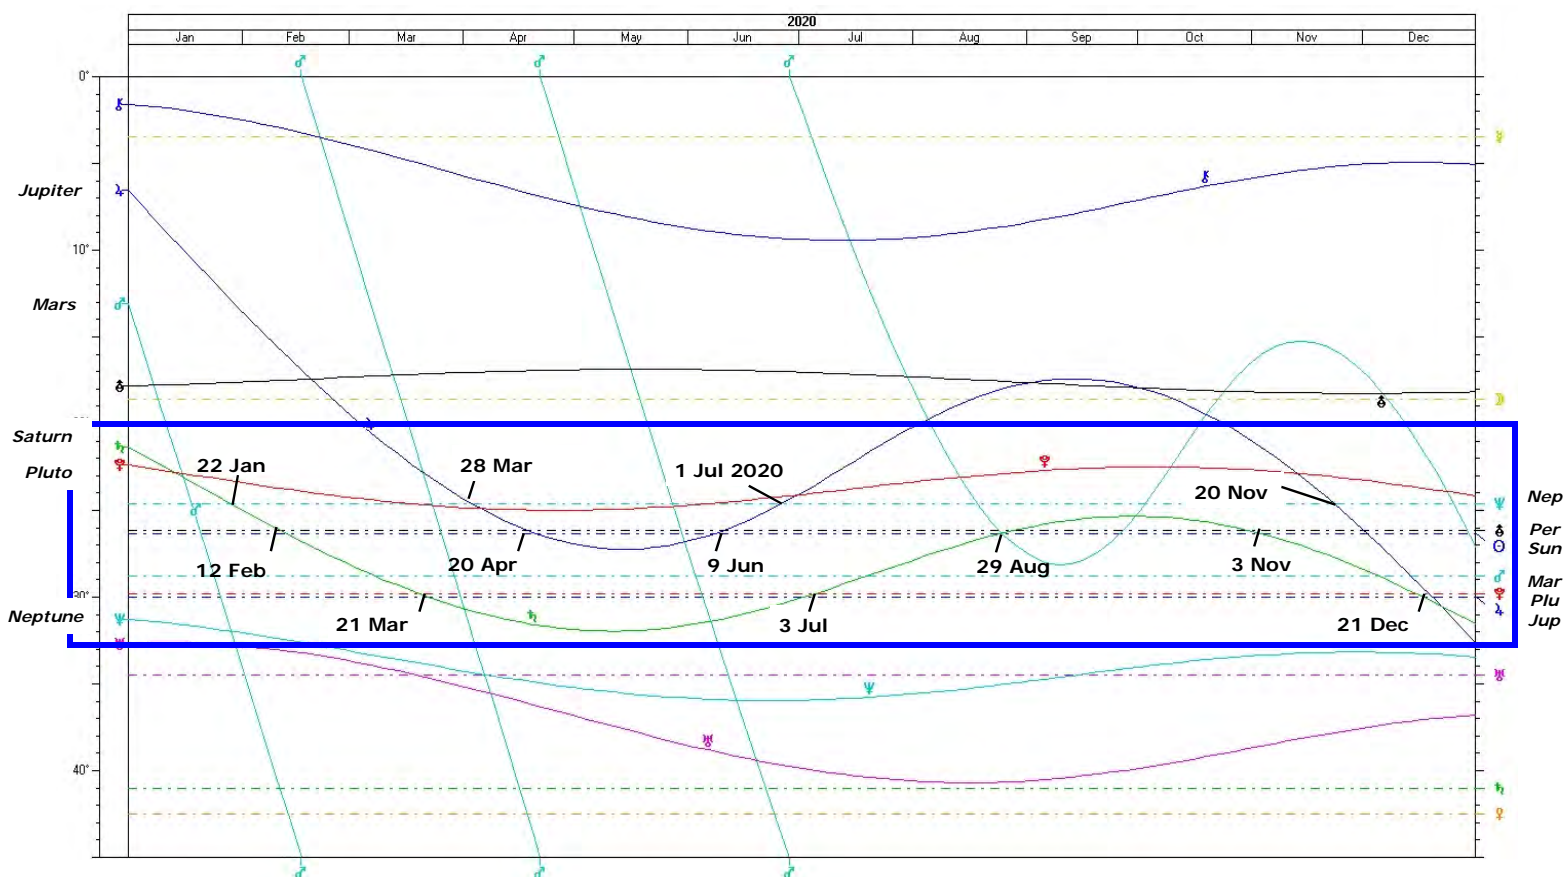 2020
Jan Feb Mar Apr May Jun Jul Aug Sep Oct Nov Dec
0°
Jupiter
10°
Mars
Saturn
Pluto
22 Jan
28 Mar
1 Jul 2020
20 Nov
Nep
Per
Sun
12 Feb
20 Apr
9 Jun
29 Aug
3 Nov
Mar
30°
Plu
Neptune
21 Mar
3 Jul
21 Dec
Jup
40°